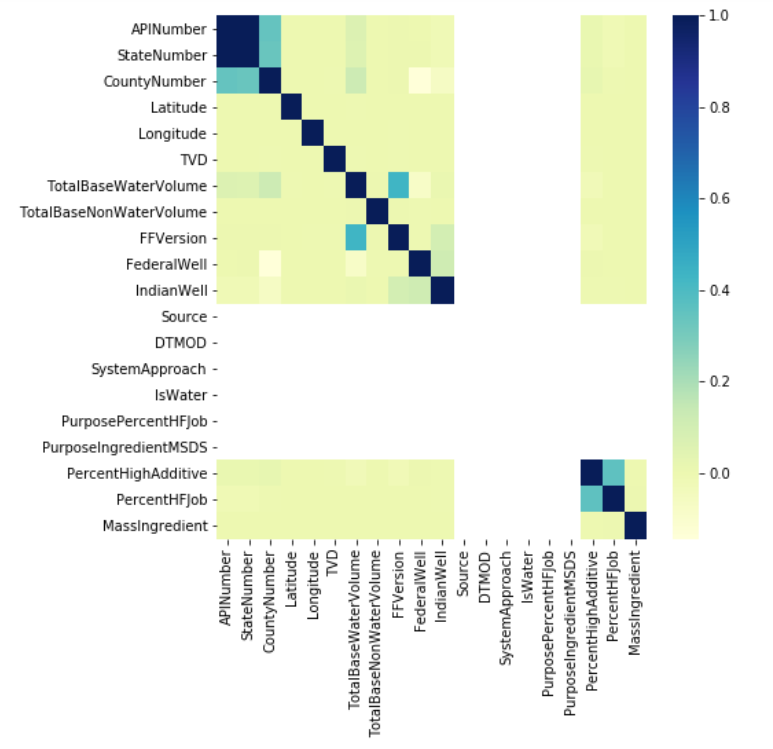 APINumber
StateNumber
CountyNumber
Latitude
Longitude
TVD
TotalBaseWaterVolume
TotalBaseNonWaterVolume
FFVersion
FederalWell
IndianWell
Source
DTMOD
SystemApproach
IsWater
PurposePercentHFJob
PurposeIngredientMSDS
PercentHighAdditive
PercentHFJob
MassIngredient
APINumber
StateNumber
CountyNumber
Latitude
Longitude
TVD
TotalBaseWaterVolume
TotalBaseNonWaterVolume
FFVersion
FederalWell
IndianWell
Source
DTMOD
SystemApproach
IsWater
PurposePercentHFJob
PurposeIngredientMSDS
PercentHighAdditive
PercentHFJob
MassIngredient
1.0
0.8
0.6
0.4
0.2
0.0